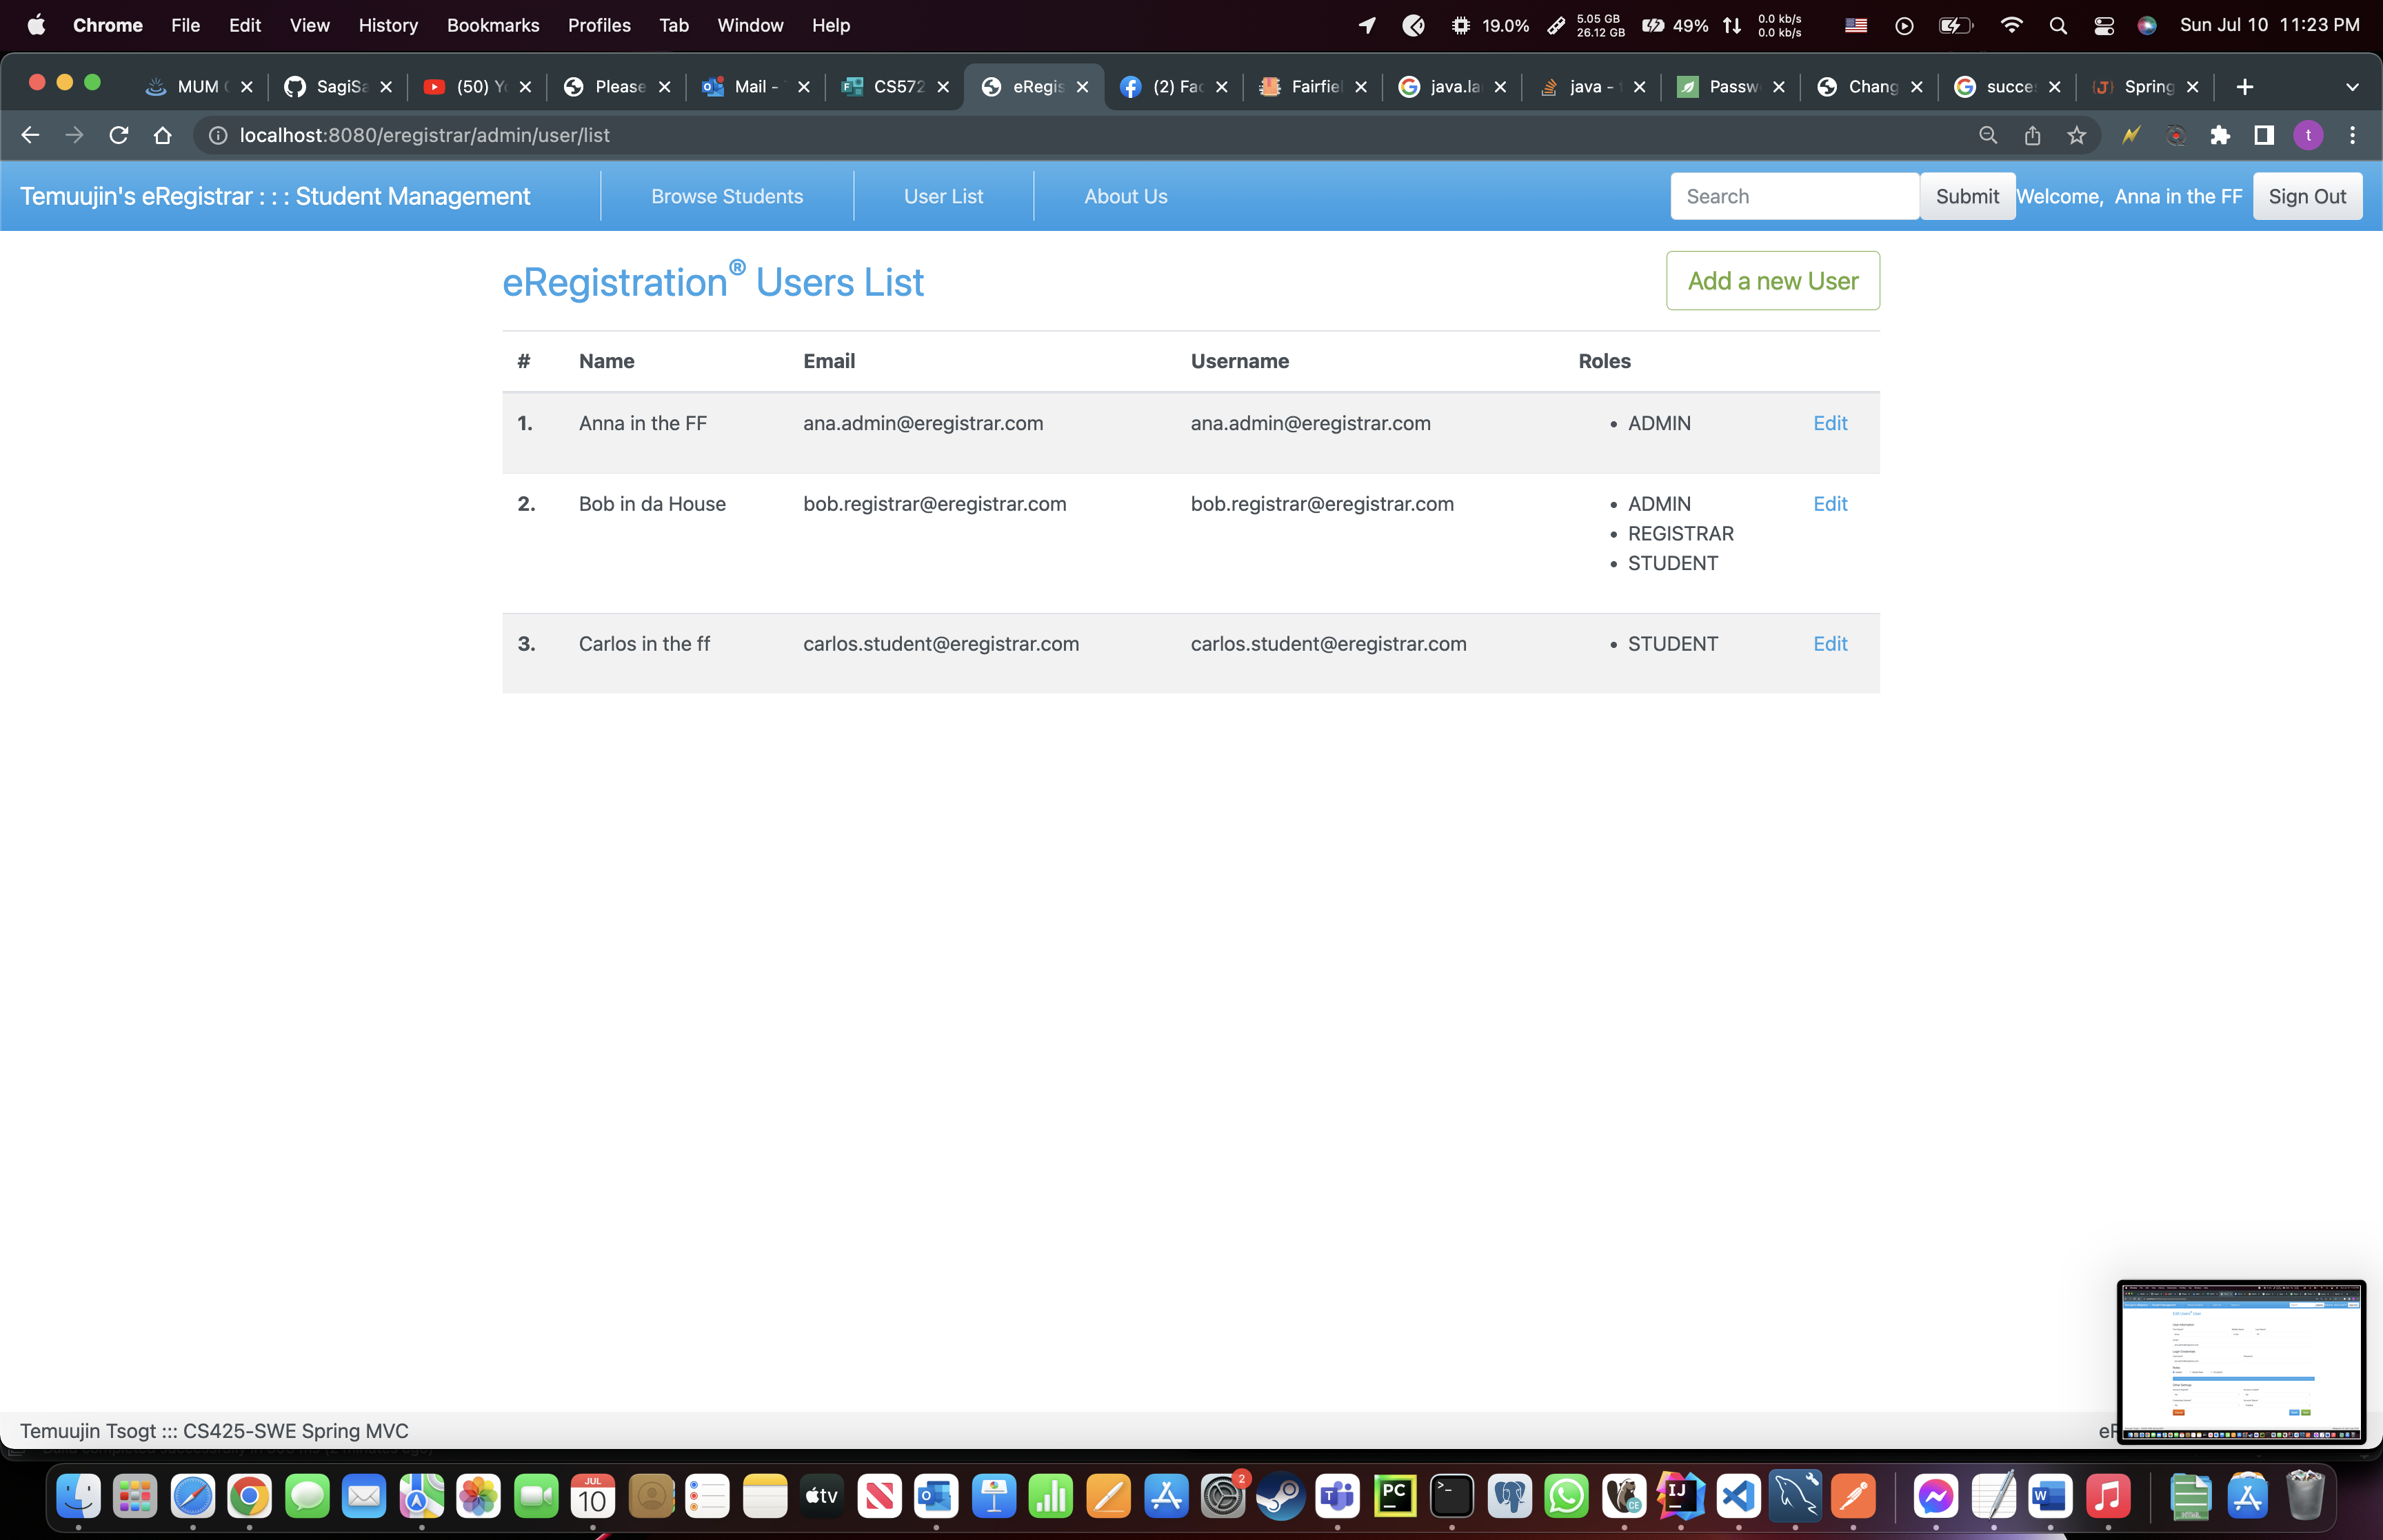 Chrome File Edit View History Bookmarks Profiles Tab Window Help 19.0% 5.05 GB 26.12 GB 49% 0.0 kb/s 0.0 kb/s Sun Jul 10 11:23 PM
MUM SagiSa (50) Please Mail - CS572 eRegis (2) Fac Fairfiel java.la java - Passw Chang succe Spring
localhost:8080/eregistrar/admin/user/list t
Temuujin's eRegistrar : : : Student Management Browse Students User List About Us Search Submit Welcome, Anna in the FF Sign Out
eRegistration® Users List Add a new User
# Name Email Username Roles
1. Anna in the FF ana.admin@eregistrar.com ana.admin@eregistrar.com • ADMIN Edit
2. Bob in da House bob.registrar@eregistrar.com bob.registrar@eregistrar.com • ADMIN Edit
• REGISTRAR
• STUDENT
3. Carlos in the ff carlos.student@eregistrar.com carlos.student@eregistrar.com • STUDENT Edit
Temuujin Tsogt ::: CS425-SWE Spring MVC eR
JUL 10 tv 2 PC IJ CE W